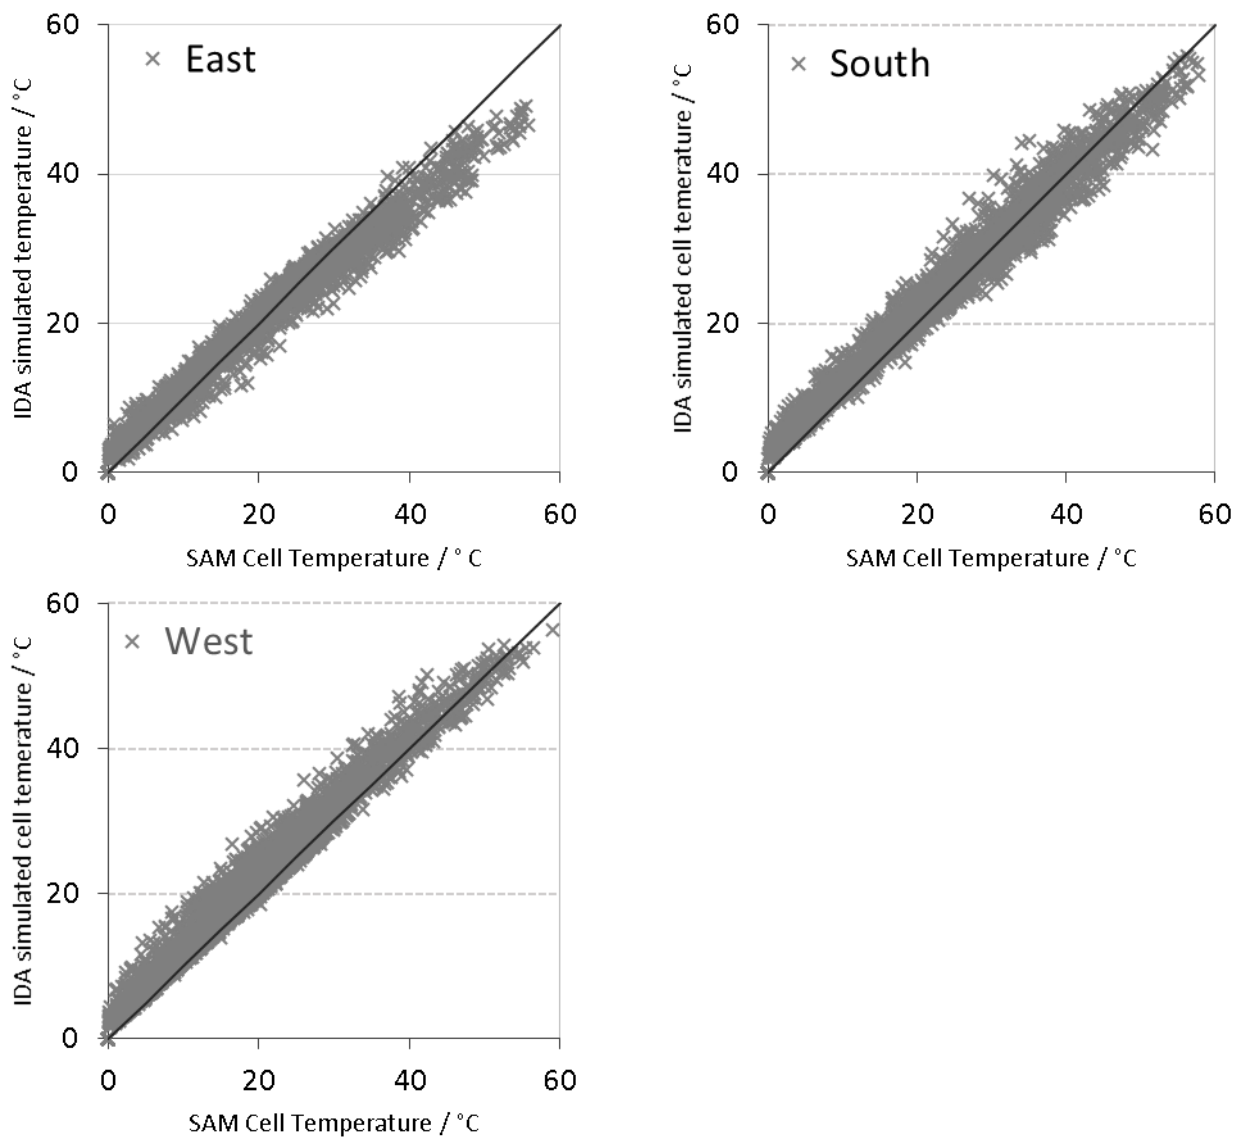 60
40
20
0
IDA simulated temperature / °C
East
0 20 40 60
SAM Cell Temperature / ° C
60
40
20
0
IDA simulated cell temerature / °C
South
0 20 40 60
SAM Cell Temperature / ° C
60
40
20
0
IDA simulated cell temerature / °C
West
0 20 40 60
SAM Cell Temperature / °C